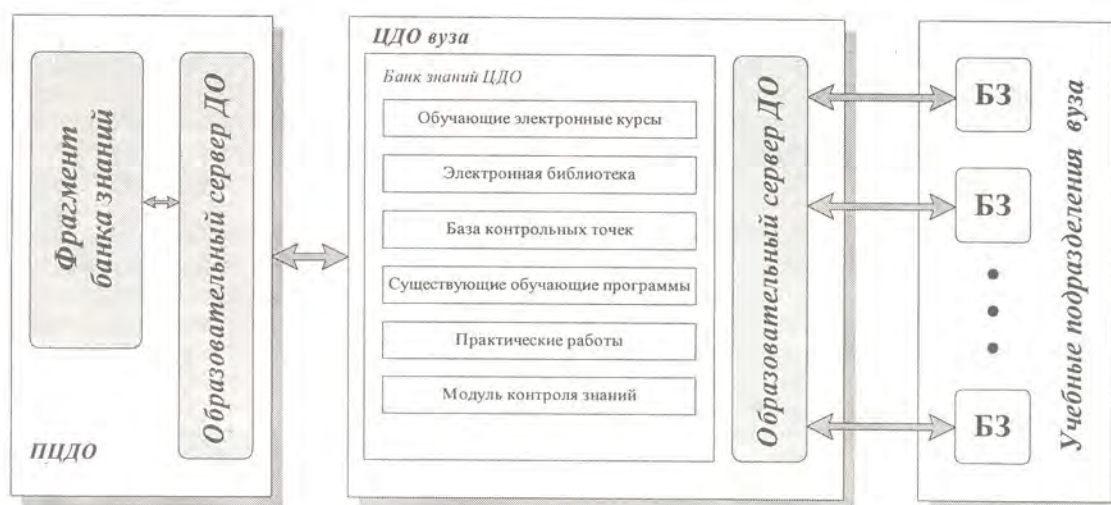 Фрагмент
банка знаний
Образовательный сервер ДО
ПЦДО
ЦДО вуза
Банк знаний ЦДО
Обучающие электронные курсы
Электронная библиотека
База контрольных точек
Существующие обучающие программы
Практические работы
Модуль контроля знаний
Образовательный сервер ДО
БЗ
БЗ
БЗ
Учебные подразделения вуза